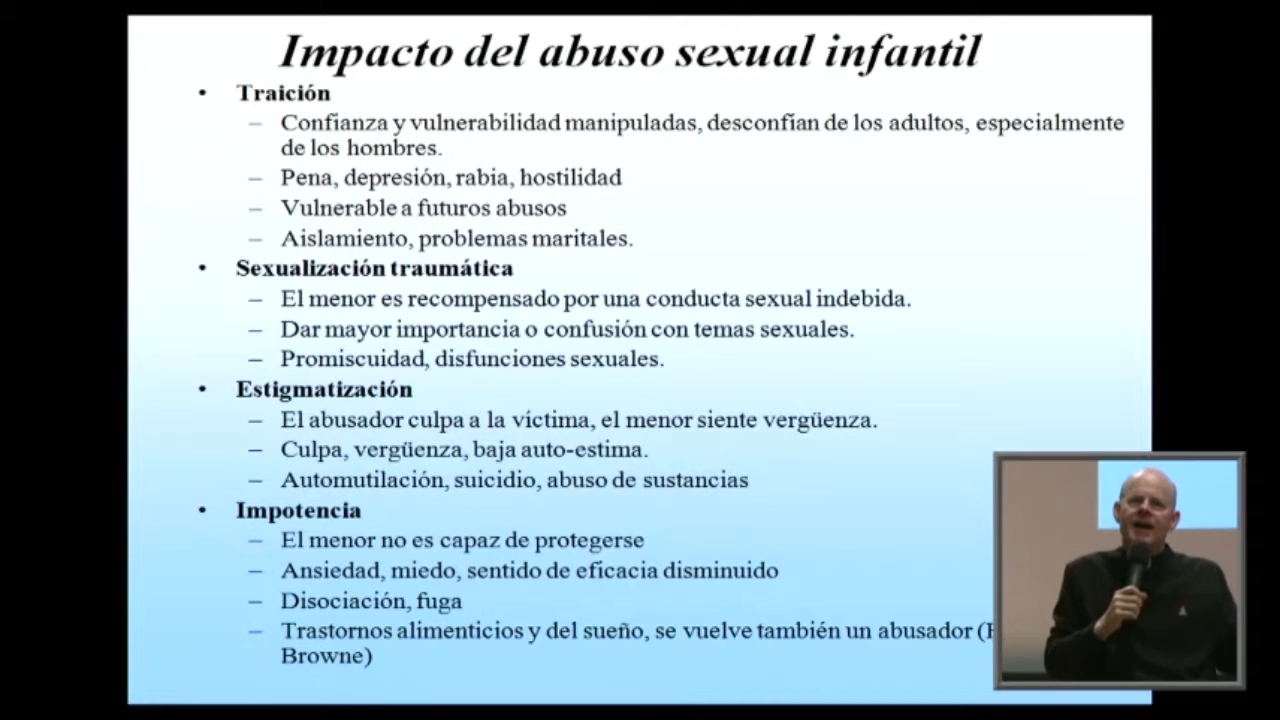 Impacto del abuso sexual infantil
• Traición
– Confianza y vulnerabilidad manipuladas, desconfían de los adultos, especialmente
de los hombres.
– Pena, depresión, rabia, hostilidad
– Vulnerable a futuros abusos
– Aislamiento, problemas maritales.
• Sexualización traumática
– El menor es recompensado por una conducta sexual indebida.
– Dar mayor importancia o confusión con temas sexuales.
– Promiscuidad, disfunciones sexuales.
• Estigmatización
– El abusador culpa a la víctima, el menor siente vergüenza.
– Culpa, vergüenza, baja auto-estima.
– Automutilación, suicidio, abuso de sustancias
• Impotencia
– El menor no es capaz de protegerse
– Ansiedad, miedo, sentido de eficacia disminuido
– Disociación, fuga
– Trastornos alimenticios y del sueño, se vuelve también un abusador (
Browne)